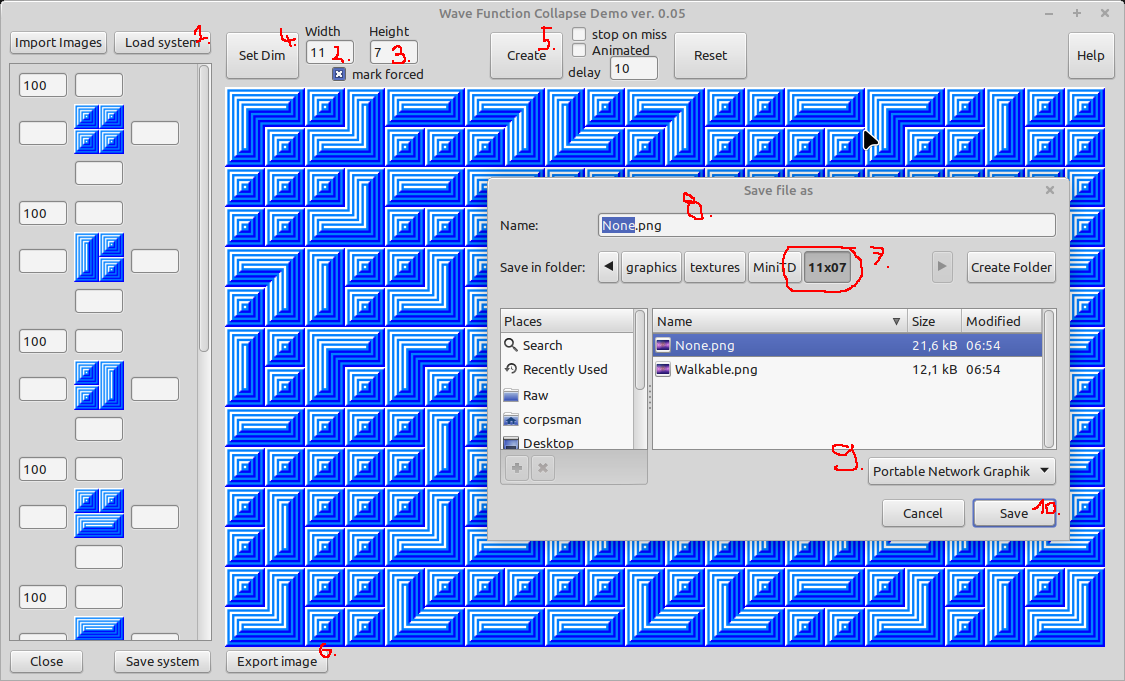 Wave Function Collapse Demo ver. 0.05
Import Images
Load system
1.
4.
Set Dim
Width
11
2.
Height
7
3.
mark forced
5.
Create
stop on miss
Animated
delay
10
Reset
Help
100
100
100
100
100
Save file as
8.
Name:
None.png
Save in folder:
graphics
textures
MiniTD
11x07
7.
Create Folder
Places
Search
Recently Used
Raw
corpsman
Desktop
Name
Size
Modified
None.png
21,6 kB
06:54
Walkable.png
12,1 kB
06:54
9.
Portable Network Graphik
Cancel
Save
10.
Close
Save system
Export image
6.